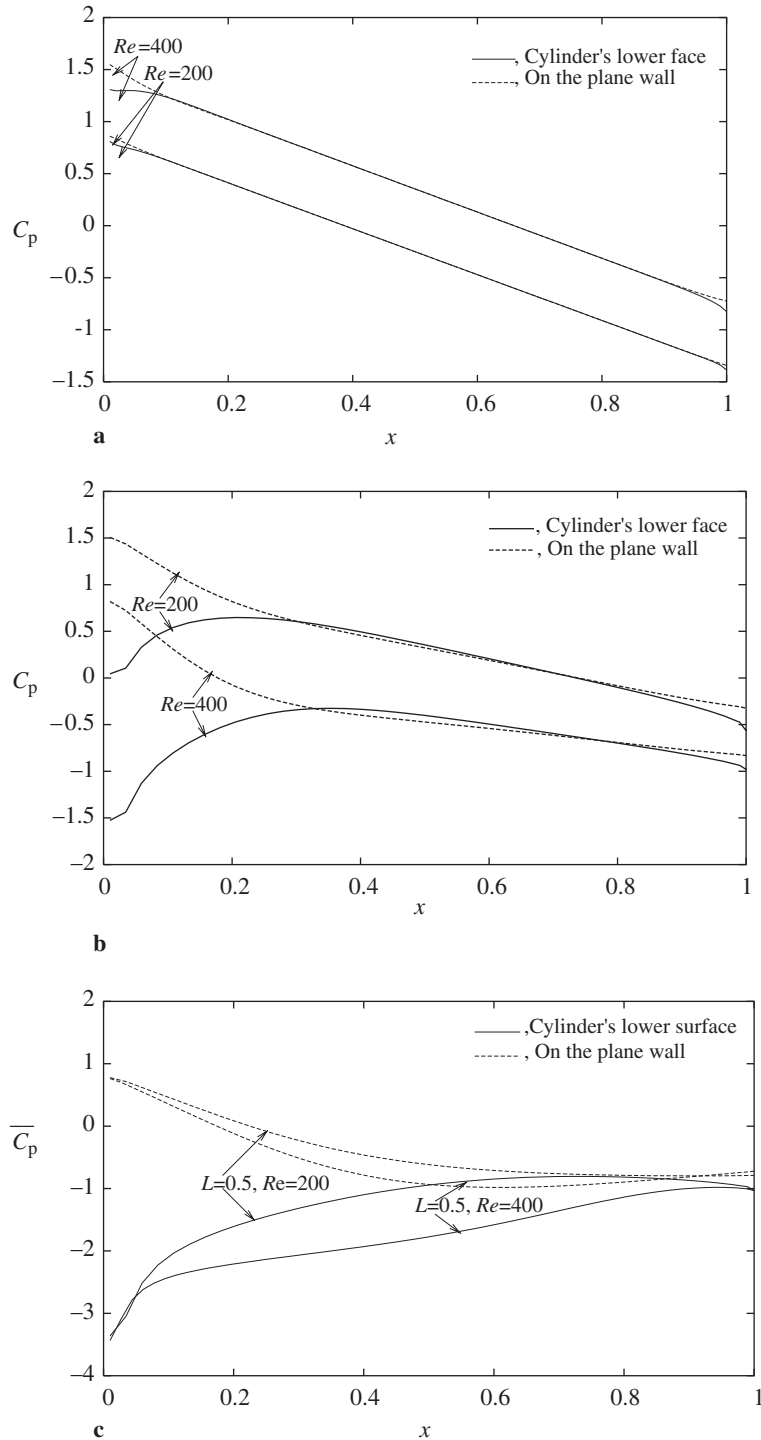 Re=400
Re=200
, Cylinder's lower face
, On the plane wall
2
1.5
1
0.5
0
–0.5
-1
–1.5
Cp
0
0.2
0.4
0.6
0.8
1
a
x
2
1.5
1
0.5
0
–0.5
–1
–1.5
–2
Cp
, Cylinder's lower face
, On the plane wall
Re=200
Re=400
0
0.2
0.4
0.6
0.8
1
x
b
2
1
0
–1
–2
–3
–4
Cp
,Cylinder's lower surface
, On the plane wall
L=0.5, Re=200
L=0.5, Re=400
0
0.2
0.4
0.6
0.8
1
c
x